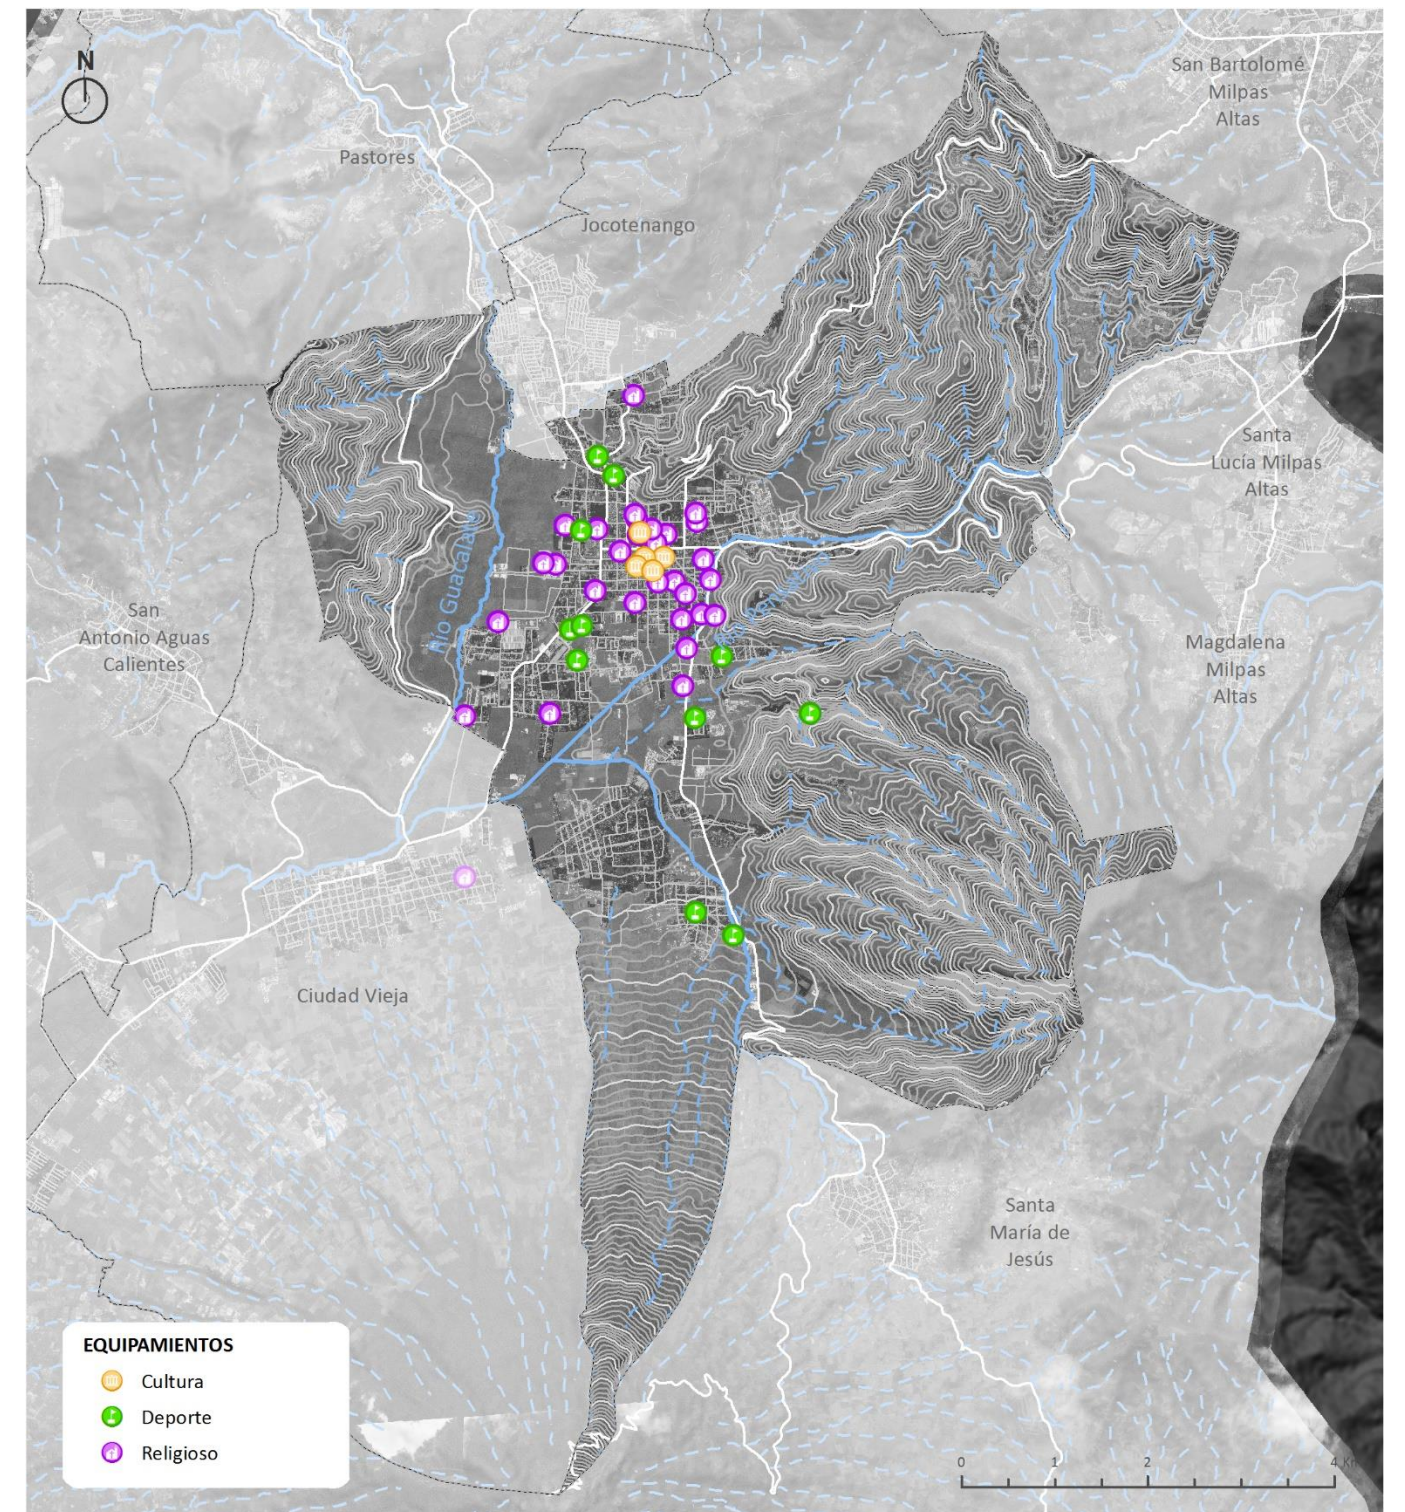 N
San Bartolomé
Milpas
Altas
Pastores
Jocotenango
Santa
Lucía Milpas
Altas
Río Guacalate
San
Antonio Aguas
Calientes
Magdalena
Milpas
Altas
Ciudad Vieja
Santa
María de
Jesús
EQUIPAMIENTOS
Cultura
Deporte
Religioso
0 1 2 4 Km